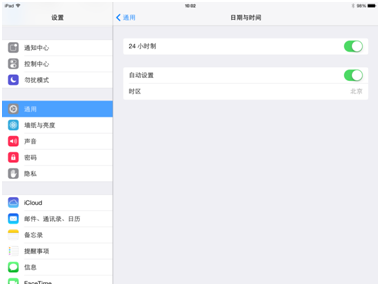 iPad 16:02 86%
设置
通知中心
控制中心
勿扰模式
通用
墙纸与亮度
声音
密码
隐私
iCloud
邮件、通讯录、日历
备忘录
提醒事项
信息
FaceTime
通用 日期与时间
24 小时制
自动设置
时区 北京